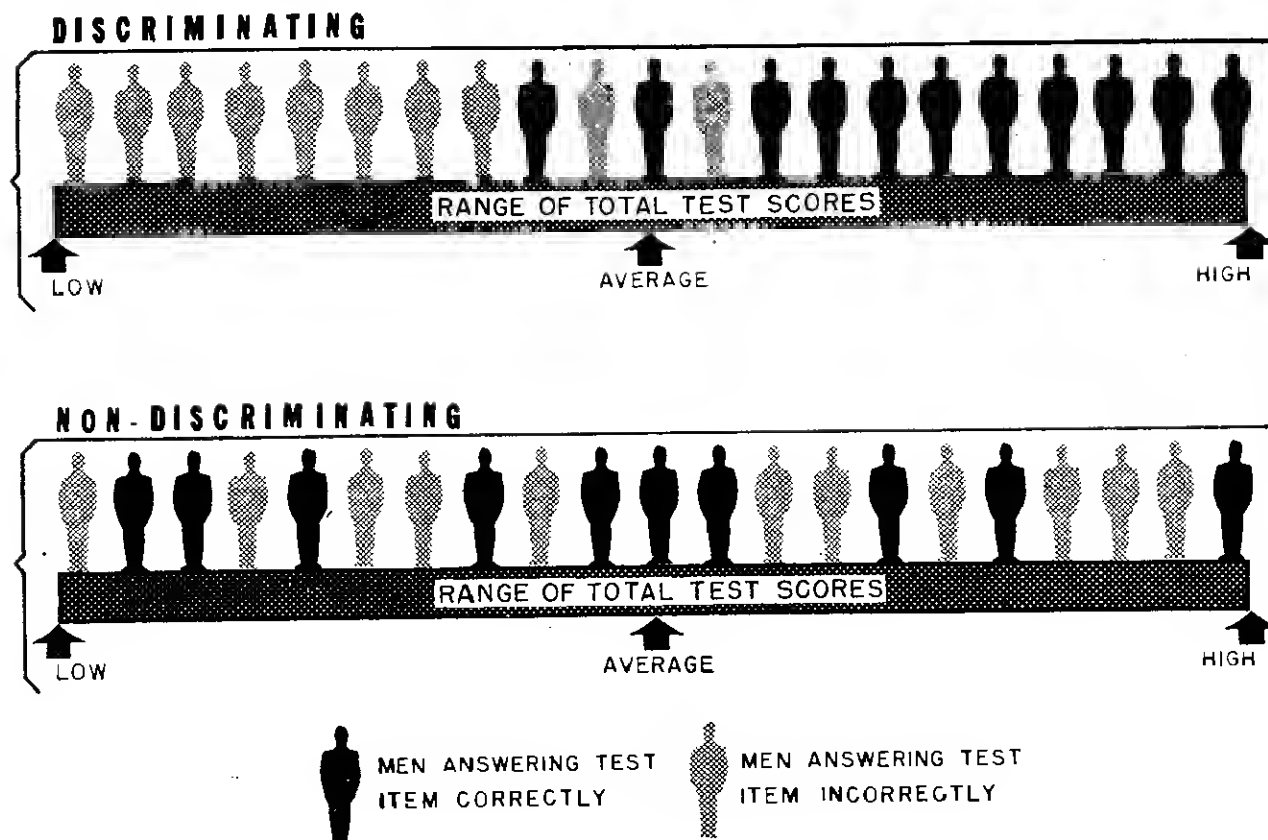 DISCRIMINATING
RANGE OF TOTAL TEST SCORES
LOW
AVERAGE
HIGH
NON-DISCRIMINATING
RANGE OF TOTAL TEST SCORES
LOW
AVERAGE
HIGH
MEN ANSWERING TEST
ITEM CORRECTLY
MEN ANSWERING TEST
ITEM INCORRECTLY